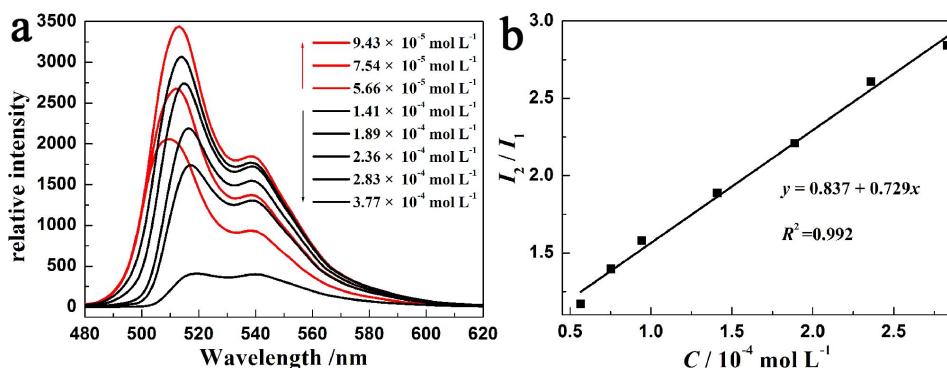 a
relative intensity
3500
3000
2500
2000
1500
1000
500
0
9.43 × 10⁻⁵ mol L⁻¹
7.54 × 10⁻⁵ mol L⁻¹
5.66 × 10⁻⁵ mol L⁻¹
1.41 × 10⁻⁴ mol L⁻¹
1.89 × 10⁻⁴ mol L⁻¹
2.36 × 10⁻⁴ mol L⁻¹
2.83 × 10⁻⁴ mol L⁻¹
3.77 × 10⁻⁴ mol L⁻¹
480 500 520 540 560 580 600 620
Wavelength /nm
b
I₂ / I₁
3.0
2.5
2.0
1.5
1.0
y = 0.837 + 0.729x
R² =0.992
0.5 1.0 1.5 2.0 2.5
C / 10⁻⁴ mol L⁻¹